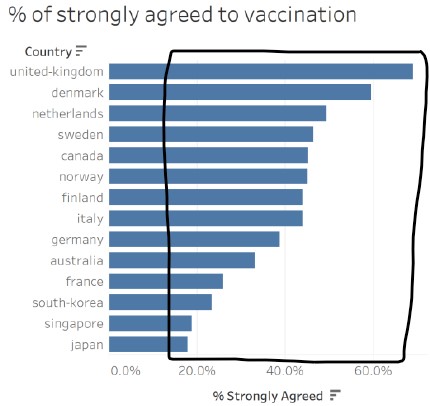 % of strongly agreed to vaccination
Country
united-kingdom
denmark
netherlands
sweden
canada
norway
finland
italy
germany
australia
france
south-korea
singapore
japan
0.0% 20.0% 40.0% 60.0%
% Strongly Agreed